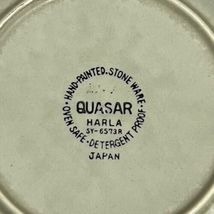 HAND-PAINTED·STONE WARE·
QUASAR
HARLA
SY-6573R
OVEN SAFE·DETERGENT PROOF·
JAPAN